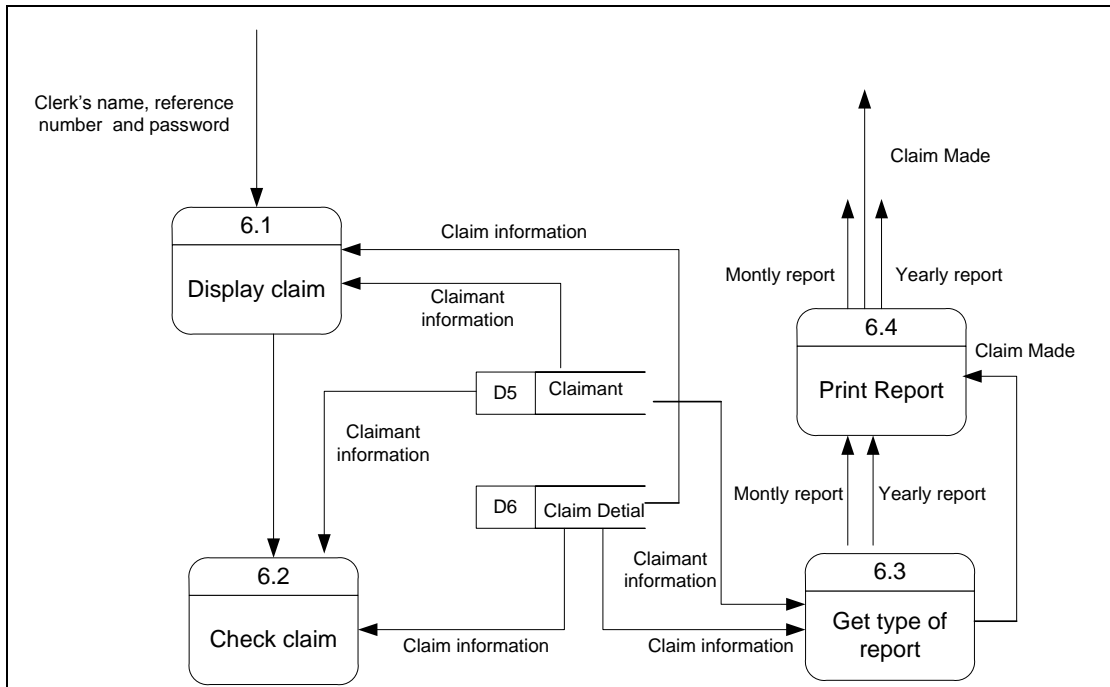 Clerk's name, reference
number and password
Claim Made
6.1
Display claim
Claim information
Claimant
information
Montly report
Yearly report
6.4
Print Report
Claim Made
D5
Claimant
Claimant
information
D6
Claim Detial
Montly report
Yearly report
6.2
Check claim
Claim information
Claimant
information
Claim information
6.3
Get type of
report